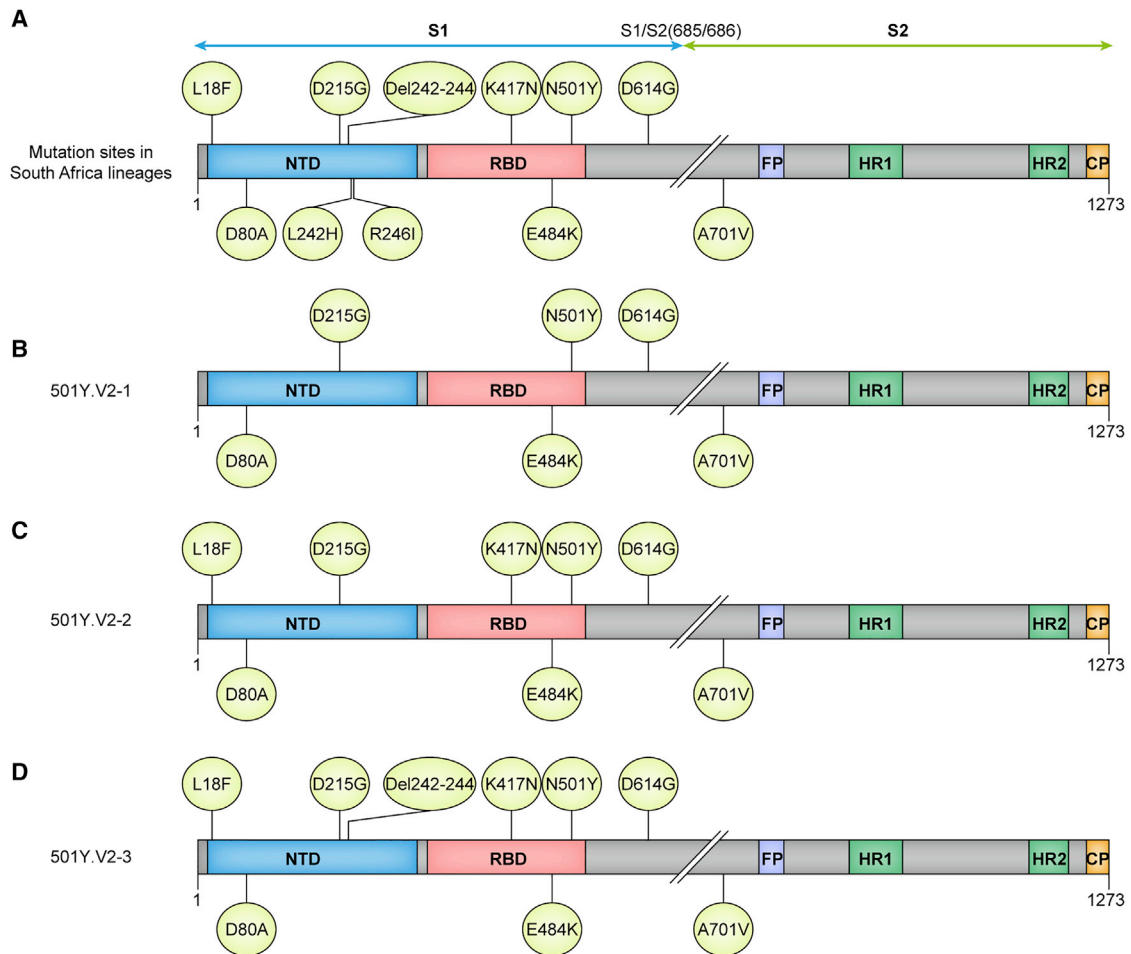 A
S1 S1/S2(685/686) S2
L18F D215G Del242-244 K417N N501Y D614G
Mutation sites in
South Africa lineages
NTD RBD FP HR1 HR2 CP
1 1273
D80A L242H R246I E484K A701V
B
D215G N501Y D614G
501Y.V2-1
NTD RBD FP HR1 HR2 CP
1 1273
D80A E484K A701V
C
L18F D215G K417N N501Y D614G
501Y.V2-2
NTD RBD FP HR1 HR2 CP
1 1273
D80A E484K A701V
D
L18F D215G Del242-244 K417N N501Y D614G
501Y.V2-3
NTD RBD FP HR1 HR2 CP
1 1273
D80A E484K A701V